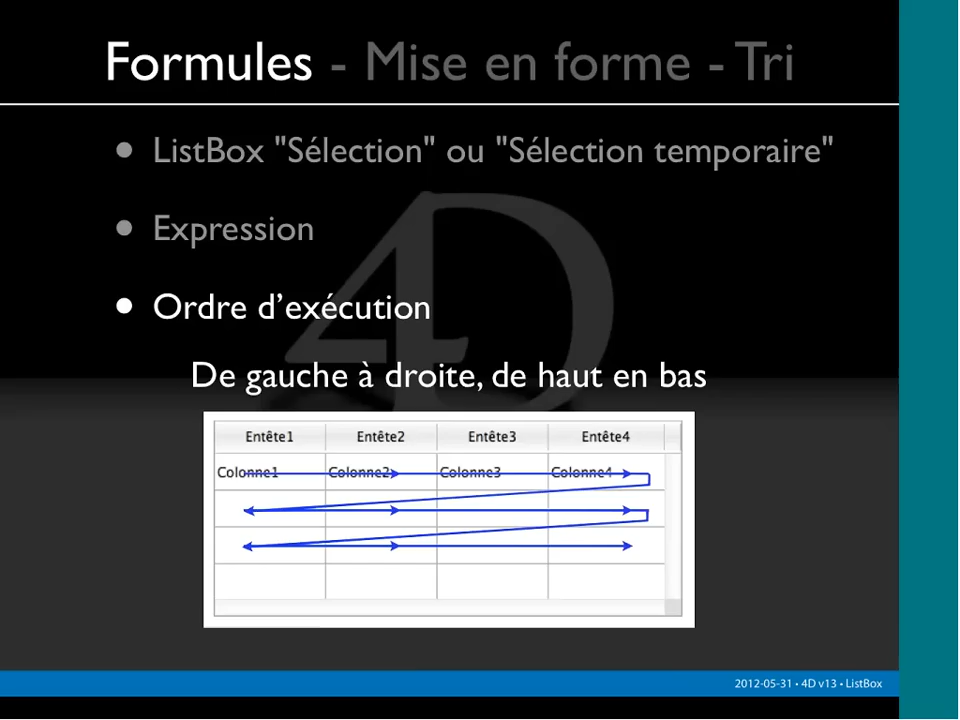 Formules - Mise en forme - Tri
• ListBox "Sélection" ou "Sélection temporaire"
• Expression
• Ordre d’exécution
De gauche à droite, de haut en bas
Entête1 Entête2 Entête3 Entête4
Colonne1 Colonne2 Colonne3 Colonne4
4D
2012-05-31 • 4D v13 • ListBox